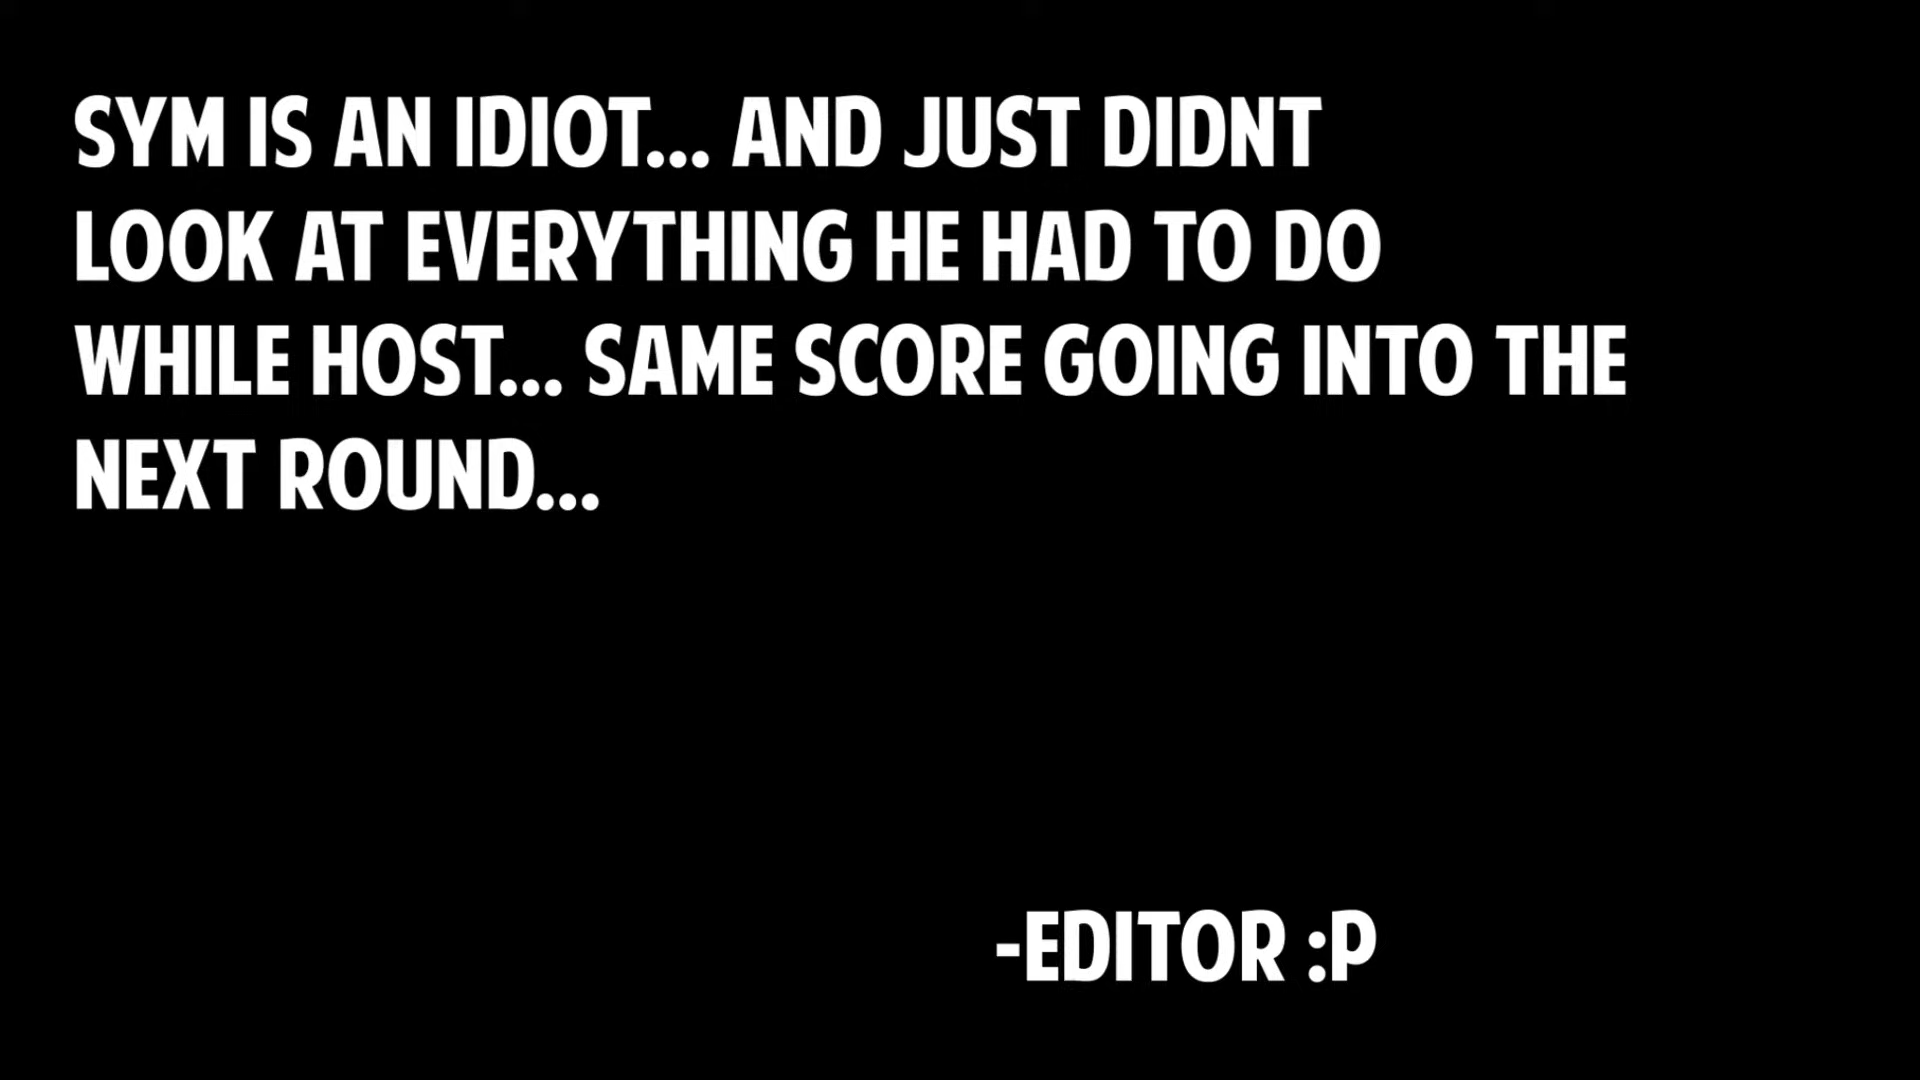 SYM IS AN IDIOT... AND JUST DIDNT
LOOK AT EVERYTHING HE HAD TO DO
WHILE HOST... SAME SCORE GOING INTO THE
NEXT ROUND...
-EDITOR :P